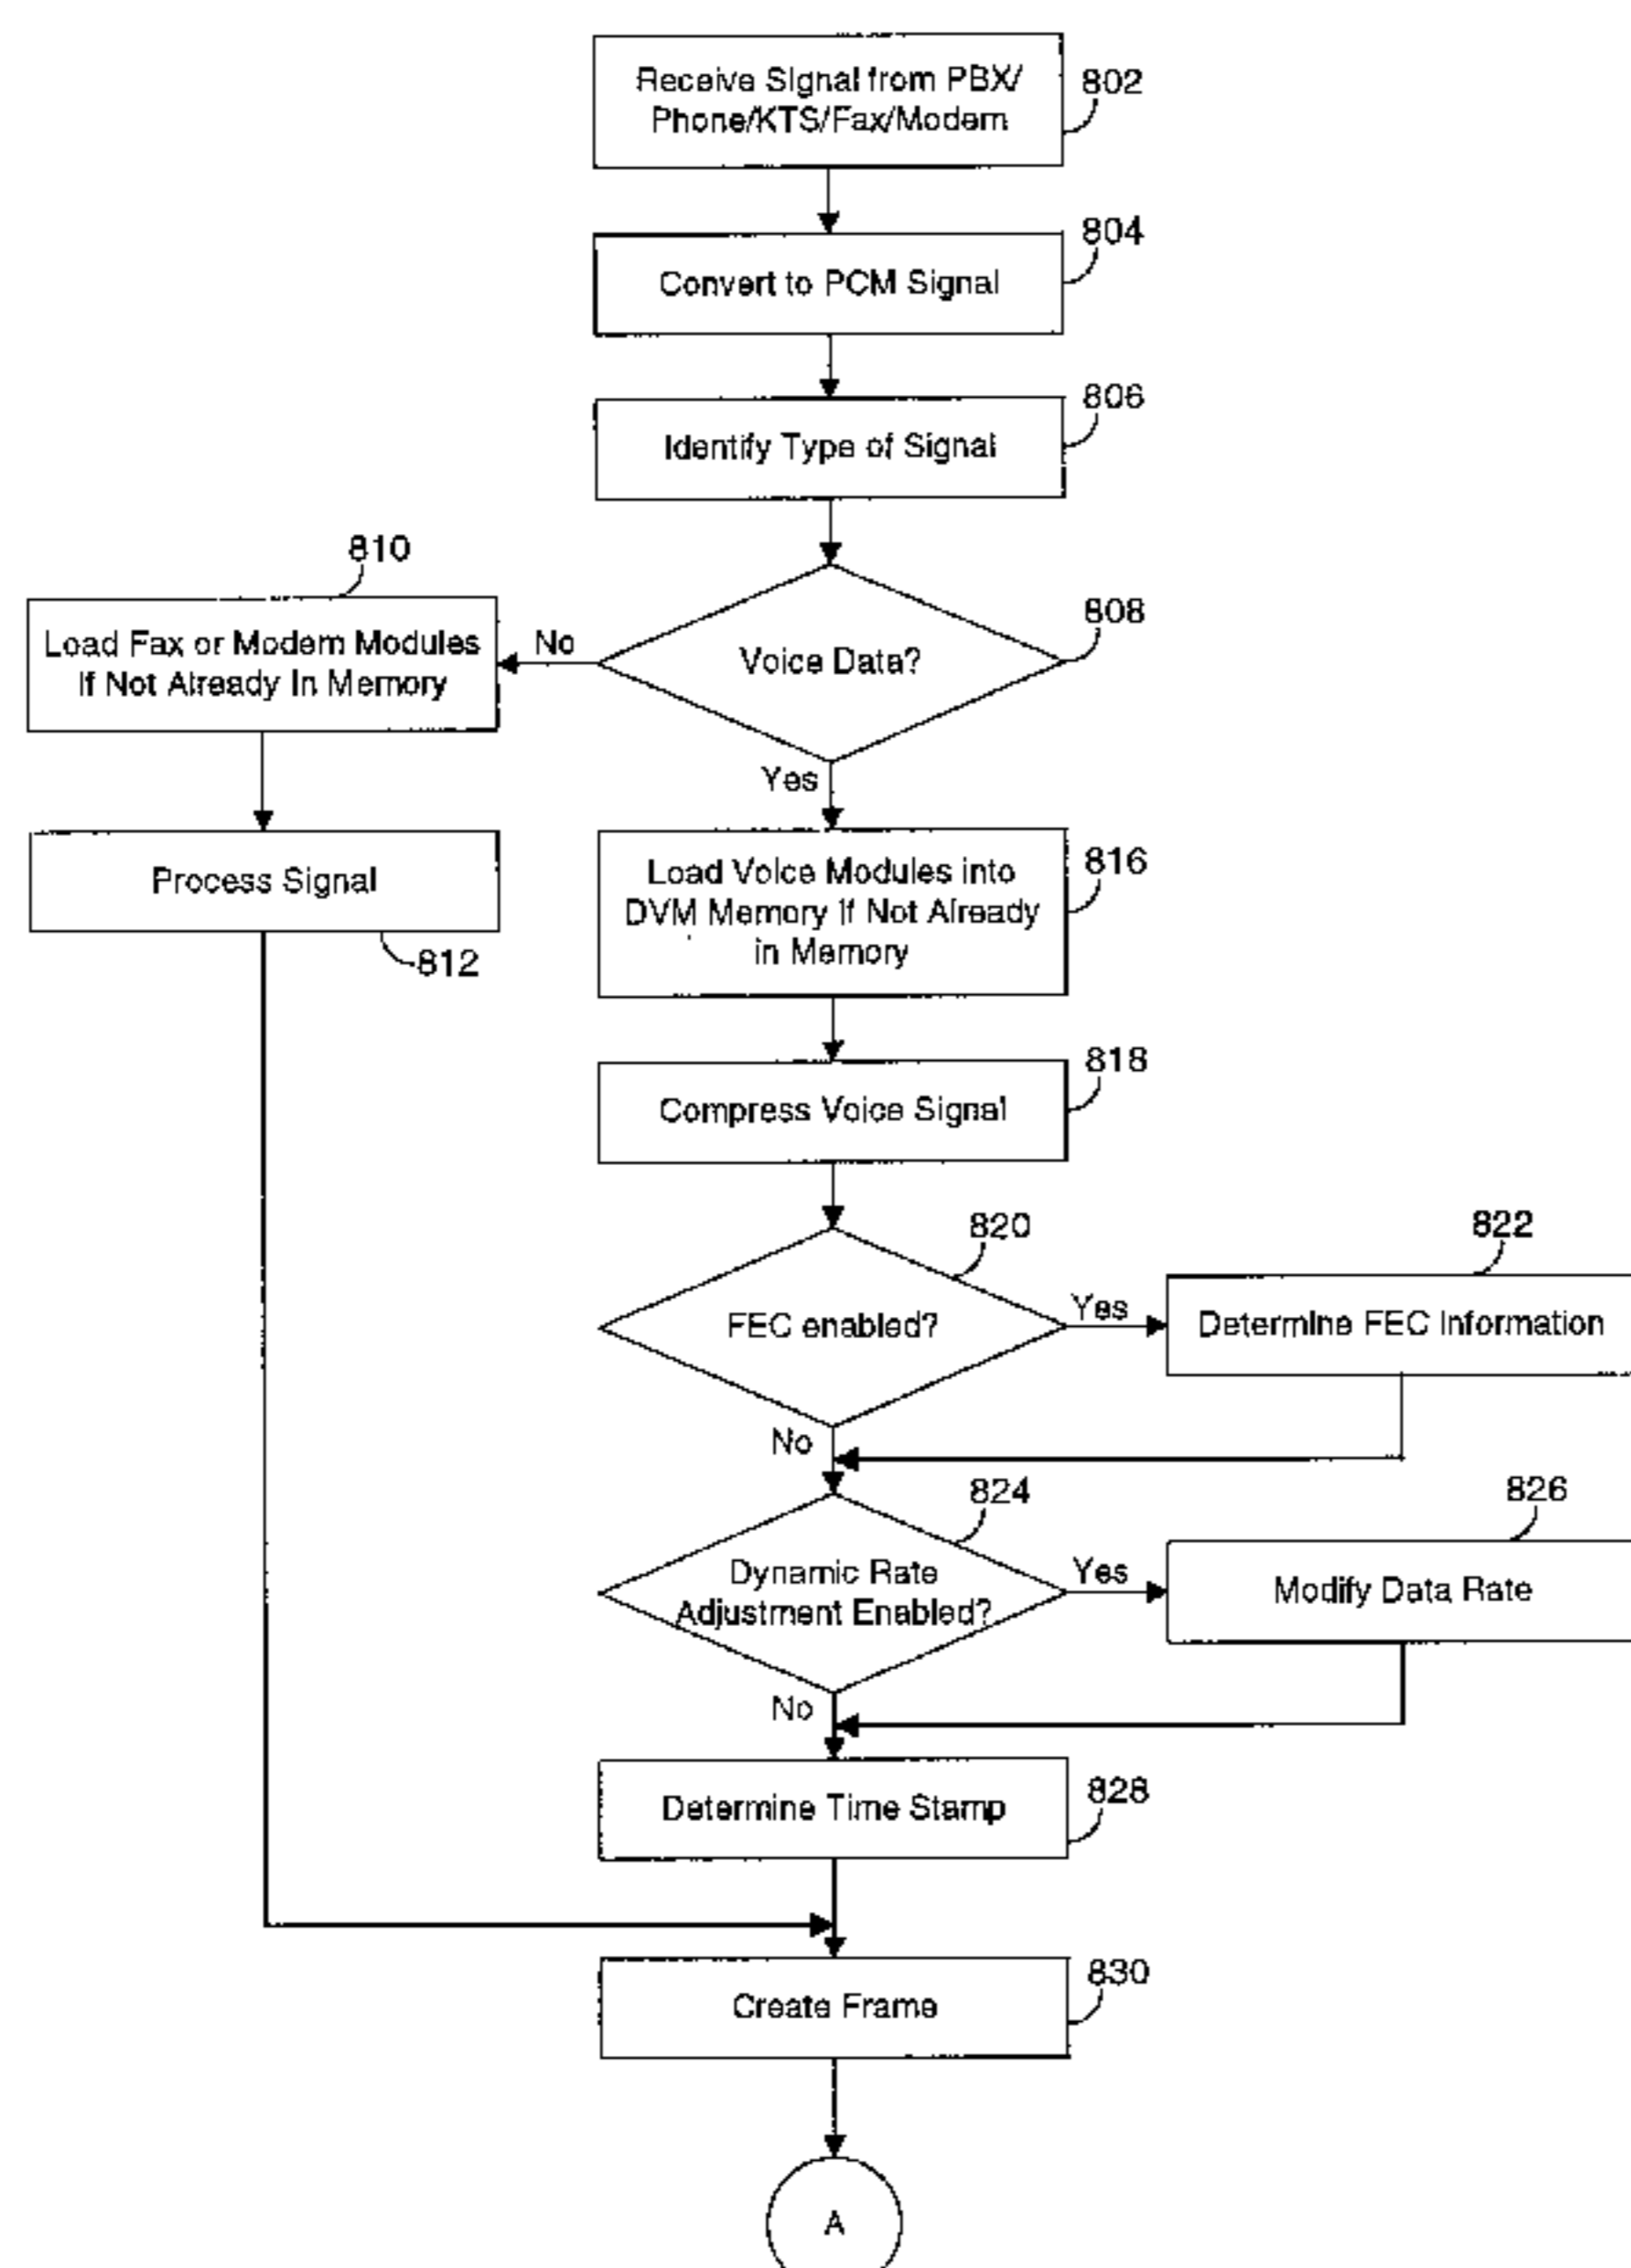 Receive Signal from PBX/
Phone/KTS/Fax/Modem
802
Convert to PCM Signal
804
Identify Type of Signal
806
Voice Data?
808
No
Yes
810
Load Fax or Modem Modules
If Not Already In Memory
Process Signal
812
Load Voice Modules into
DVM Memory If Not Already
in Memory
816
Compress Voice Signal
818
FEC enabled?
820
Yes
No
822
Determine FEC Information
Dynamic Rate
Adjustment Enabled?
824
Yes
No
826
Modify Data Rate
Determine Time Stamp
828
Create Frame
830
A